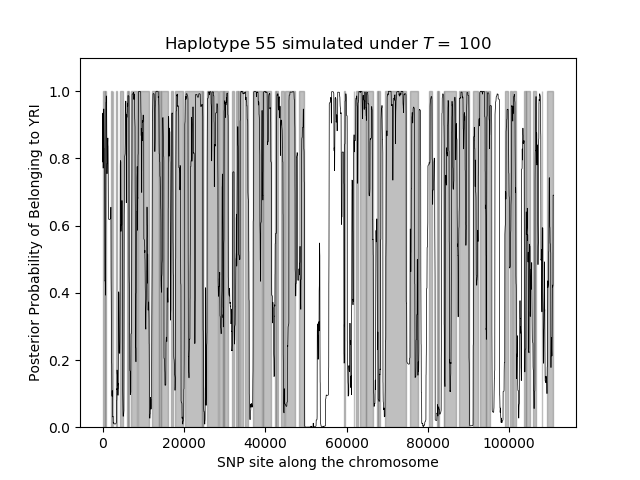 Haplotype 55 simulated under T = 100
Posterior Probability of Belonging to YRI
1.0
0.8
0.6
0.4
0.2
0.0
0 20000 40000 60000 80000 100000
SNP site along the chromosome